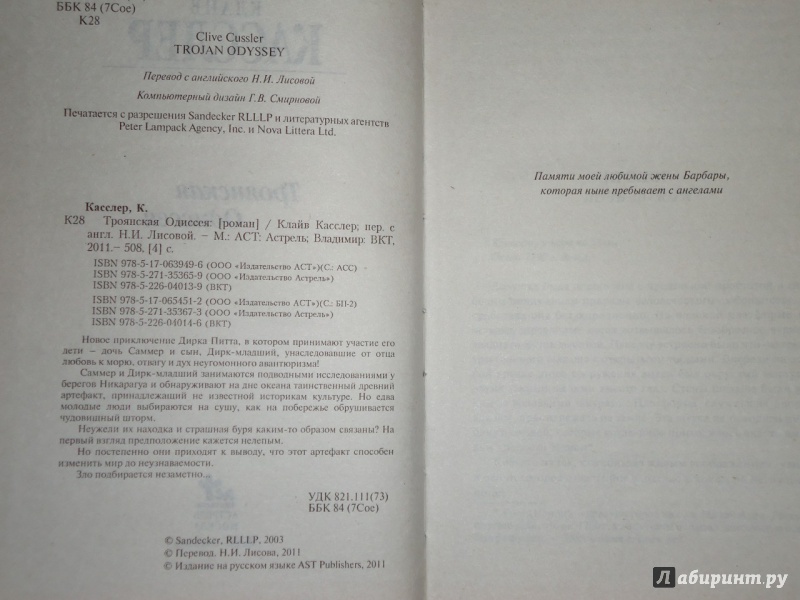 ББК 84 (7Сое)
К28
Clive Cussler
TROJAN ODYSSEY
Перевод с английского Н.И. Лисовой
Компьютерный дизайн Г.В. Смирновой
Печатается с разрешения Sandecker RLLLP и литературных агентств
Peter Lampack Agency, Inc. и Nova Littera Ltd.
Касслер, К.
К28 Троянская Одиссея: [роман] / Клайв Касслер; пер. с
англ. Н.И. Лисовой. – М.: АСТ: Астрель; Владимир: ВКТ,
2011.– 508. [4] с.
ISBN 978-5-17-063949-6 (ООО «Издательство АСТ»)(С.: АСС)
ISBN 978-5-271-35365-9 (ООО «Издательство Астрель»)
ISBN 978-5-226-04013-9 (ВКТ)
ISBN 978-5-17-065451-2 (ООО «Издательство АСТ»)(С.: БП-2)
ISBN 978-5-271-35367-3 (ООО «Издательство Астрель»)
ISBN 978-5-226-04014-6 (ВКТ)
Новое приключение Дирка Питта, в котором принимают участие его
дети – дочь Саммер и сын, Дирк-младший, унаследовавшие от отца
любовь к морю, отвагу и дух неугомонного авантюризма!
Саммер и Дирк-младший занимаются подводными исследованиями у
берегов Никарагуа и обнаруживают на дне океана таинственный древний
артефакт, принадлежащий не известной историкам культуре. Но едва
молодые люди выбираются на сушу, как на побережье обрушивается
чудовищный шторм.
Неужели их находка и страшная буря каким-то образом связаны? На
первый взгляд предположение кажется нелепым.
Но постепенно они приходят к выводу, что этот артефакт способен
изменить мир до неузнаваемости.
Зло подбирается незаметно...
УДК 821.111(73)
ББК 84 (7Сое)
© Sandecker, RLLLP, 2003
© Перевод. Н.И. Лисова, 2011
© Издание на русском языке AST Publishers, 2011
Памяти моей любимой жены Барбары,
которая ныне пребывает с ангелами
Лабиринт.ру